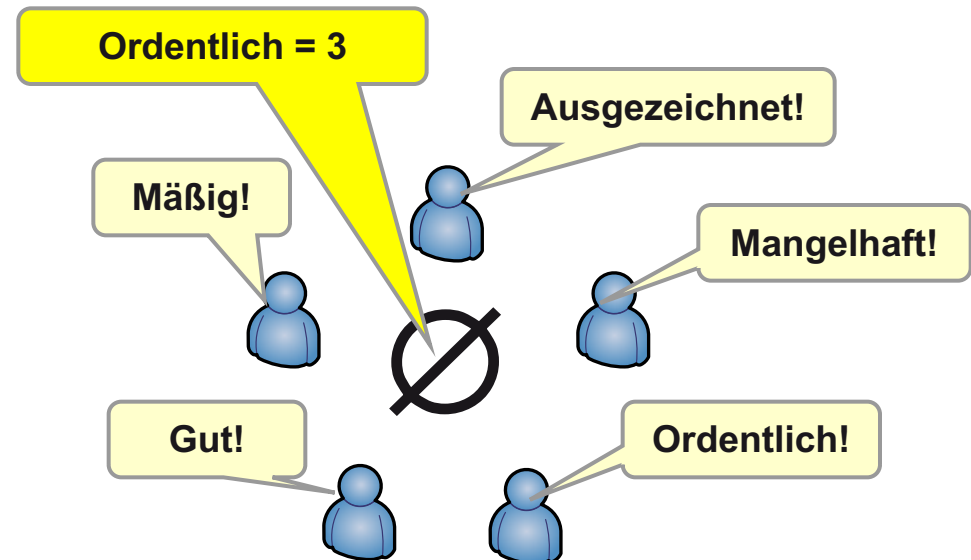 Ordentlich = 3
Ausgezeichnet!
Mäßig!
Mangelhaft!
Gut!
Ordentlich!